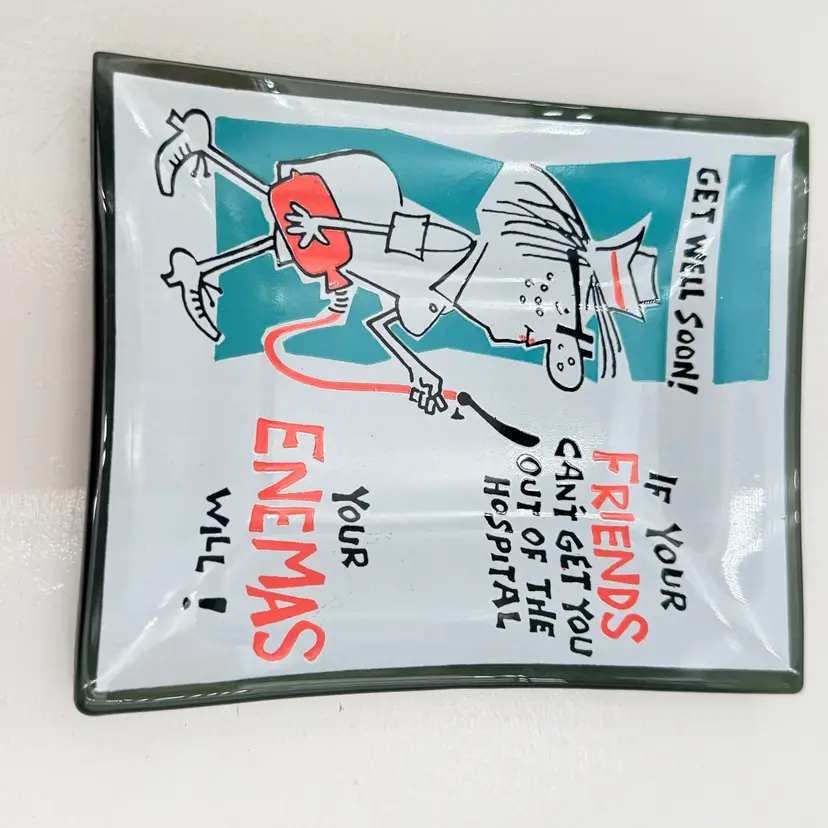 GET WELL SOON!
IF YOUR
FRIENDS
CAN'T GET YOU
OUT OF THE
HOSPITAL
YOUR
ENEMAS
WILL!